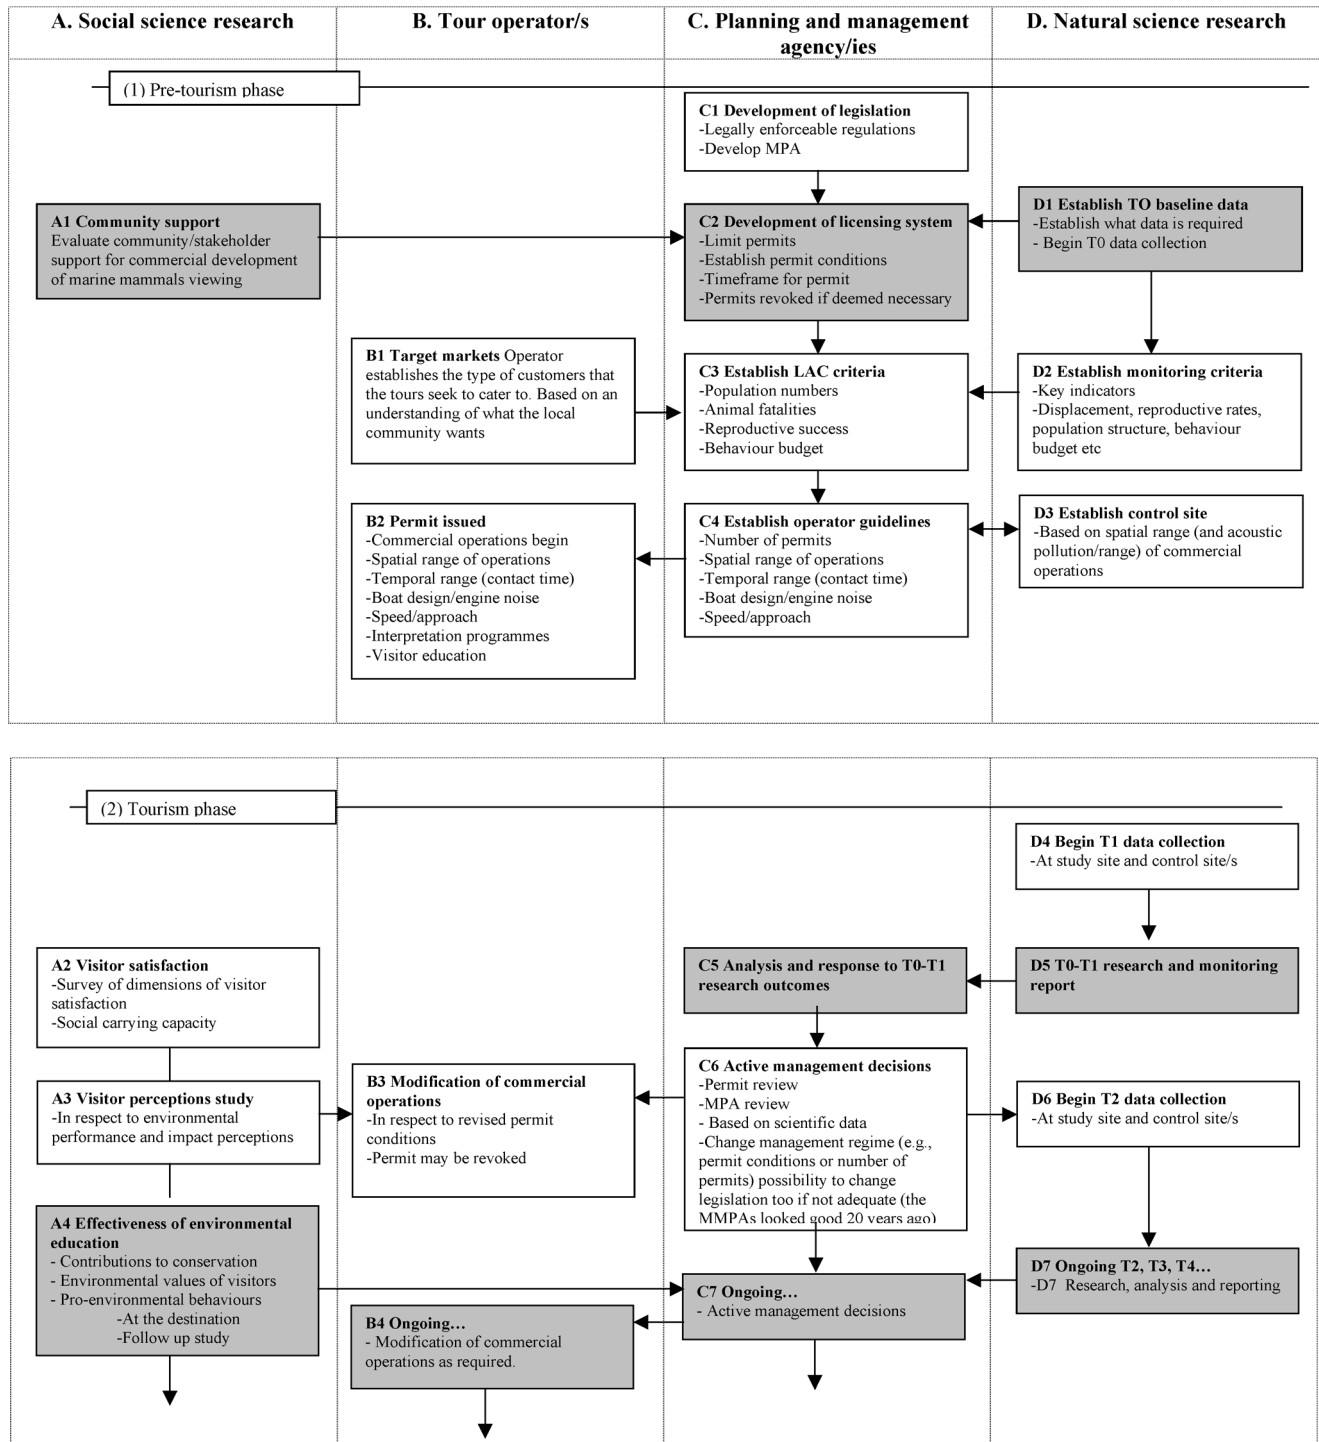 A. Social science research
B. Tour operator/s
C. Planning and management
agency/ies
D. Natural science research
(1) Pre-tourism phase
C1 Development of legislation
-Legally enforceable regulations
-Develop MPA
A1 Community support
Evaluate community/stakeholder
support for commercial development
of marine mammals viewing
C2 Development of licensing system
-Limit permits
-Establish permit conditions
-Timeframe for permit
-Permits revoked if deemed necessary
D1 Establish TO baseline data
-Establish what data is required
- Begin T0 data collection
B1 Target markets Operator
establishes the type of customers that
the tours seek to cater to. Based on an
understanding of what the local
community wants
C3 Establish LAC criteria
-Population numbers
-Animal fatalities
-Reproductive success
-Behaviour budget
D2 Establish monitoring criteria
-Key indicators
-Displacement, reproductive rates,
population structure, behaviour
budget etc
B2 Permit issued
-Commercial operations begin
-Spatial range of operations
-Temporal range (contact time)
-Boat design/engine noise
-Speed/approach
-Interpretation programmes
-Visitor education
C4 Establish operator guidelines
-Number of permits
-Spatial range of operations
-Temporal range (contact time)
-Boat design/engine noise
-Speed/approach
D3 Establish control site
-Based on spatial range (and acoustic
pollution/range) of commercial
operations
(2) Tourism phase
D4 Begin T1 data collection
-At study site and control site/s
A2 Visitor satisfaction
-Survey of dimensions of visitor
satisfaction
-Social carrying capacity
C5 Analysis and response to T0-T1
research outcomes
D5 T0-T1 research and monitoring
report
A3 Visitor perceptions study
-In respect to environmental
performance and impact perceptions
B3 Modification of commercial
operations
-In respect to revised permit
conditions
-Permit may be revoked
C6 Active management decisions
-Permit review
-MPA review
- Based on scientific data
-Change management regime (e.g.,
permit conditions or number of
permits) possibility to change
legislation too if not adequate (the
MMPAs looked good 20 years ago)
D6 Begin T2 data collection
-At study site and control site/s
A4 Effectiveness of environmental
education
- Contributions to conservation
- Environmental values of visitors
- Pro-environmental behaviours
-At the destination
-Follow up study
B4 Ongoing…
- Modification of commercial
operations as required.
C7 Ongoing…
- Active management decisions
D7 Ongoing T2, T3, T4…
-D7 Research, analysis and reporting